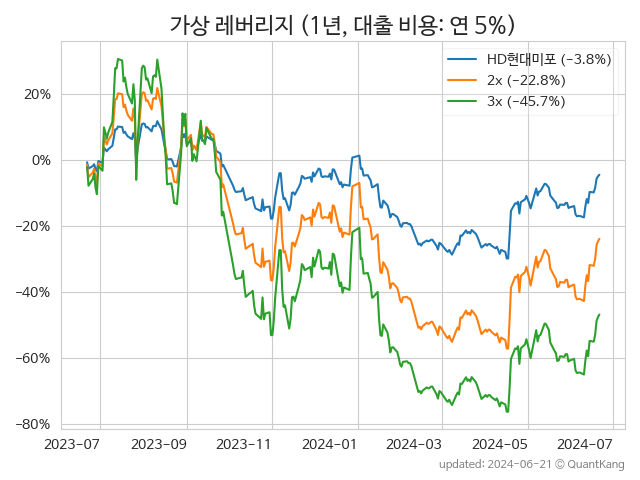 가상 레버리지 (1년, 대출 비용: 연 5%)
HD현대미포 (−3.8%)
2x (−22.8%)
3x (−45.7%)
20%
0%
−20%
−40%
−60%
−80%
2023-07 2023-09 2023-11 2024-01 2024-03 2024-05 2024-07
updated: 2024-06-21 © QuantKang